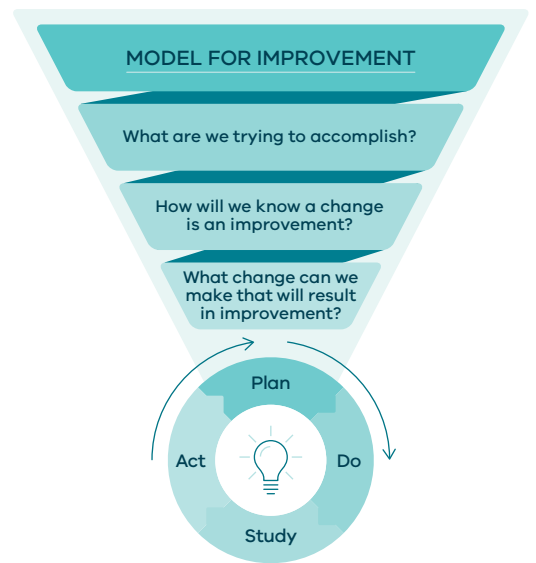 MODEL FOR IMPROVEMENT
What are we trying to accomplish?
How will we know a change
is an improvement?
What change can we
make that will result
in improvement?
Plan
Act
Do
Study